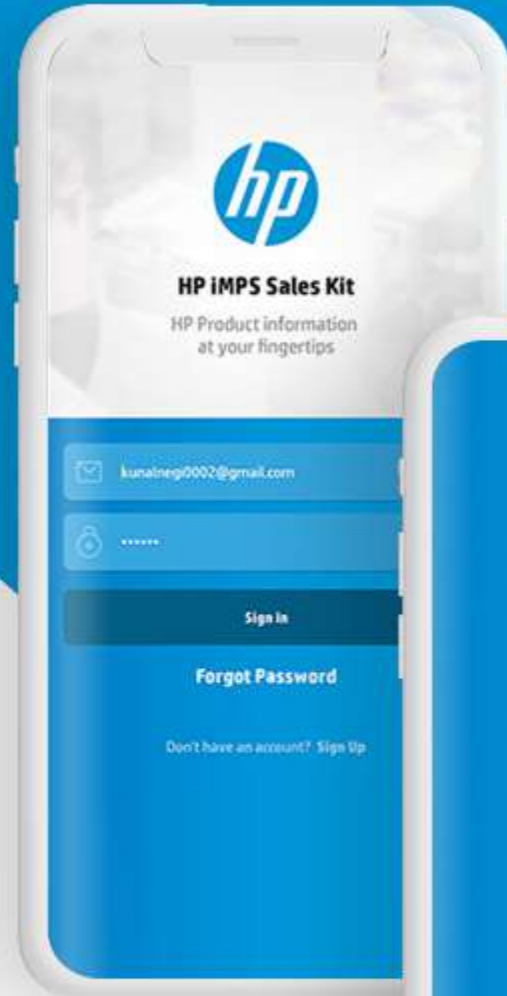 hp
HP iMPS Sales Kit
HP Product information
at your fingertips
kunalnegi0002@gmail.com
••••••
Sign In
Forgot Password
Don't have an account? Sign Up